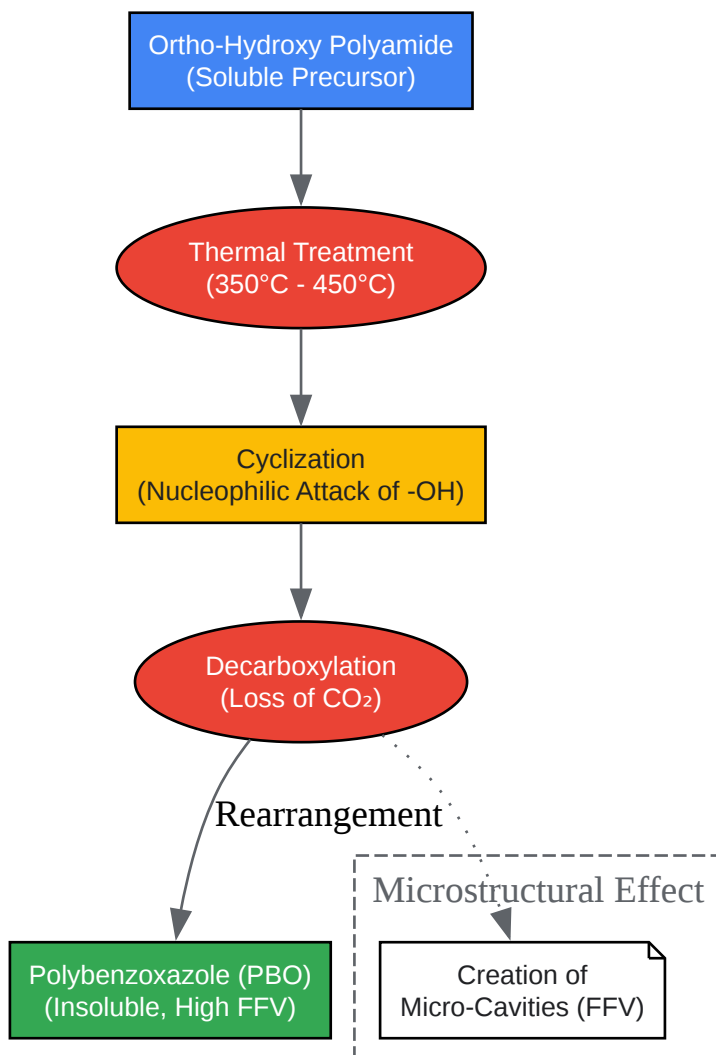 Ortho-Hydroxy Polyamide
(Soluble Precursor)
Thermal Treatment
(350°C - 450°C)
Cyclization
(Nucleophilic Attack of -OH)
Decarboxylation
(Loss of CO₂)
Rearrangement
Microstructural Effect
Polybenzoxazole (PBO)
(Insoluble, High FFV)
Creation of
Micro-Cavities (FFV)